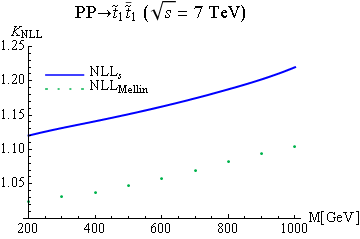 PP→t̃₁t̃̄₁ (√s = 7 TeV)
K_NLL
1.25
1.20
1.15
1.10
1.05
NLLₛ
NLL_Mellin
200 400 600 800 1000
M[GeV]